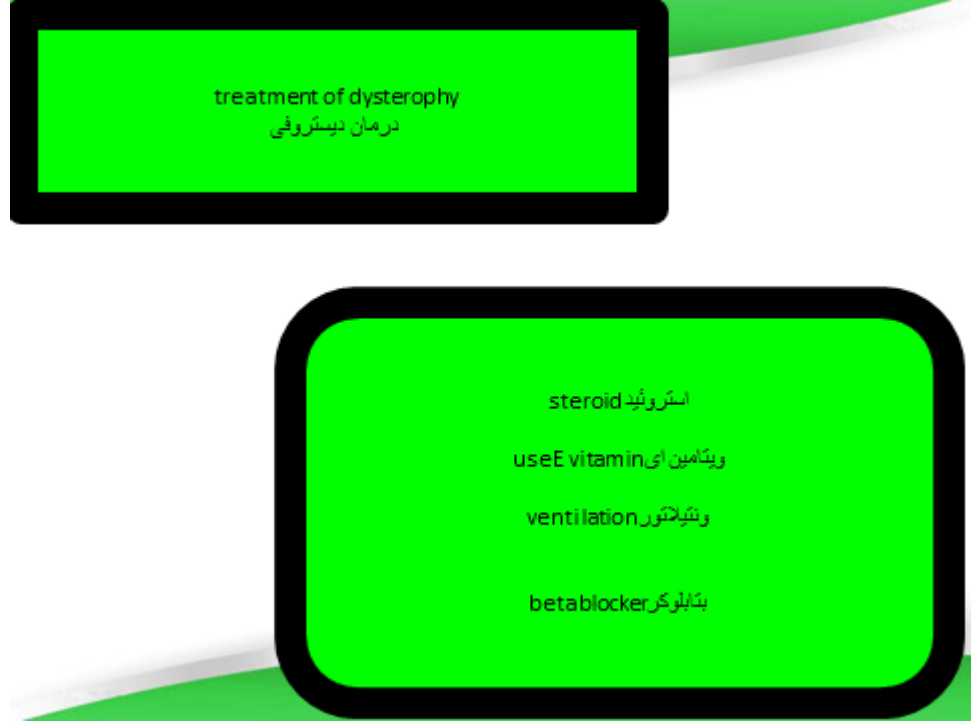 treatment of dysterophy
درمان دیستروفی
steroid استروئید
useE vitamin ویتامین ای
ventilation ونتیلاتور
betablocker بتابلوکر